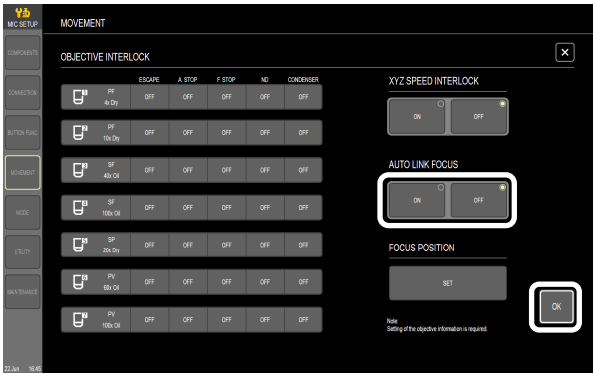 MIC SETUP
MOVEMENT
COMPONENTS
CONNECTION
BUTTON FUNC.
MOVEMENT
MODE
UTILITY
MAINTENANCE
22.Jun 16:45
OBJECTIVE INTERLOCK
ESCAPE A. STOP F. STOP ND CONDENSER
1 PF 4x Dry OFF OFF OFF OFF OFF
2 PF 10x Dry OFF OFF OFF OFF OFF
3 SF 40x Oil OFF OFF OFF OFF OFF
4 SF 100x Oil OFF OFF OFF OFF OFF
5 SP 20x Dry OFF OFF OFF OFF OFF
6 PV 60x Oil OFF OFF OFF OFF OFF
7 PV 100x Oil OFF OFF OFF OFF OFF
XYZ SPEED INTERLOCK
ON OFF
AUTO LINK FOCUS
ON OFF
FOCUS POSITION
SET
Note:
Setting of the objective information is required.
OK